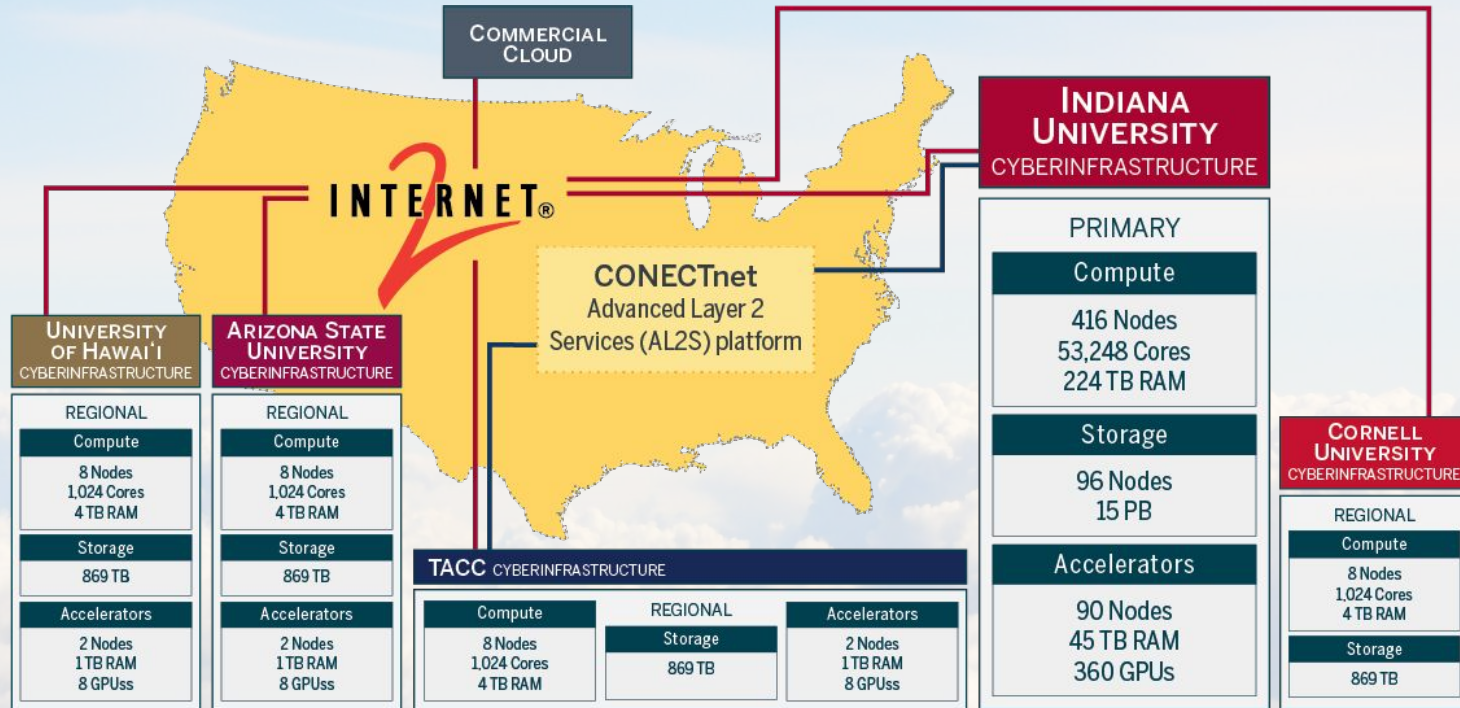 COMMERCIAL
CLOUD
INTERNET®
2
CONECTnet
Advanced Layer 2
Services (AL2S) platform
INDIANA
UNIVERSITY
CYBERINFRASTRUCTURE
PRIMARY
Compute
416 Nodes
53,248 Cores
224 TB RAM
Storage
96 Nodes
15 PB
Accelerators
90 Nodes
45 TB RAM
360 GPUs
UNIVERSITY
OF HAWAI‘I
CYBERINFRASTRUCTURE
REGIONAL
Compute
8 Nodes
1,024 Cores
4 TB RAM
Storage
869 TB
Accelerators
2 Nodes
1 TB RAM
8 GPUss
ARIZONA STATE
UNIVERSITY
CYBERINFRASTRUCTURE
REGIONAL
Compute
8 Nodes
1,024 Cores
4 TB RAM
Storage
869 TB
Accelerators
2 Nodes
1 TB RAM
8 GPUss
TACC CYBERINFRASTRUCTURE
REGIONAL
Compute
8 Nodes
1,024 Cores
4 TB RAM
Storage
869 TB
Accelerators
2 Nodes
1 TB RAM
8 GPUss
CORNELL
UNIVERSITY
CYBERINFRASTRUCTURE
REGIONAL
Compute
8 Nodes
1,024 Cores
4 TB RAM
Storage
869 TB